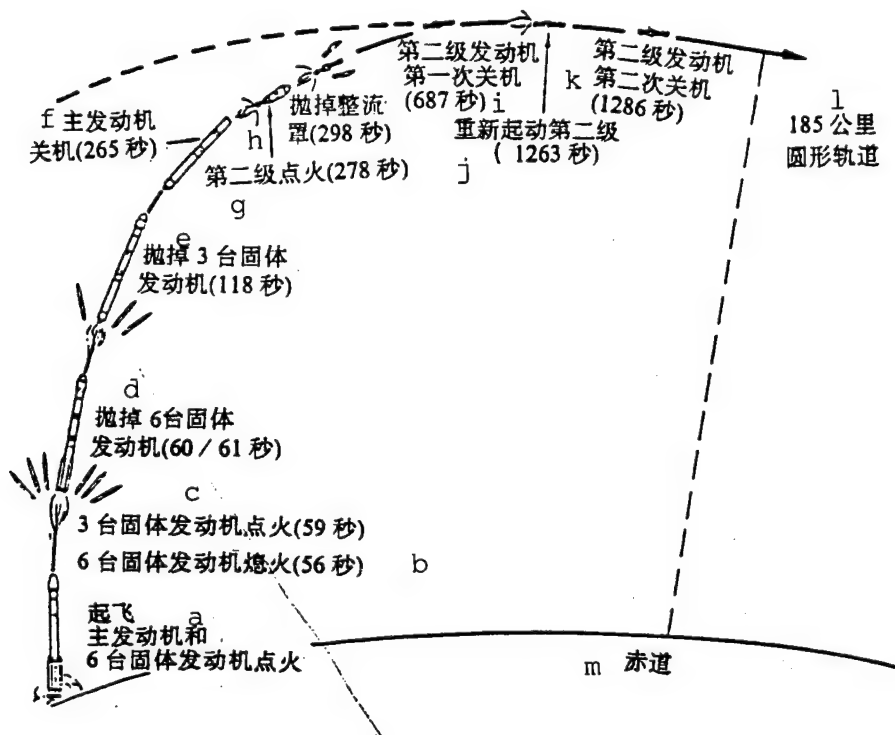 第二级发动机
第一次关机
(687 秒) i
k
第二级发动机
第二次关机
(1286 秒)
l
185 公里
圆形轨道
重新起动第二级
( 1263 秒)
j
抛掉整流
罩(298 秒)
h
f 主发动机
关机(265 秒)
第二级点火(278 秒)
g
e
抛掉 3 台固体
发动机(118 秒)
d
抛掉 6台固体
发动机(60 / 61 秒)
c
3 台固体发动机点火(59 秒)
6 台固体发动机熄火(56 秒)
b
起飞 a
主发动机和
6 台固体发动机点火
m 赤道